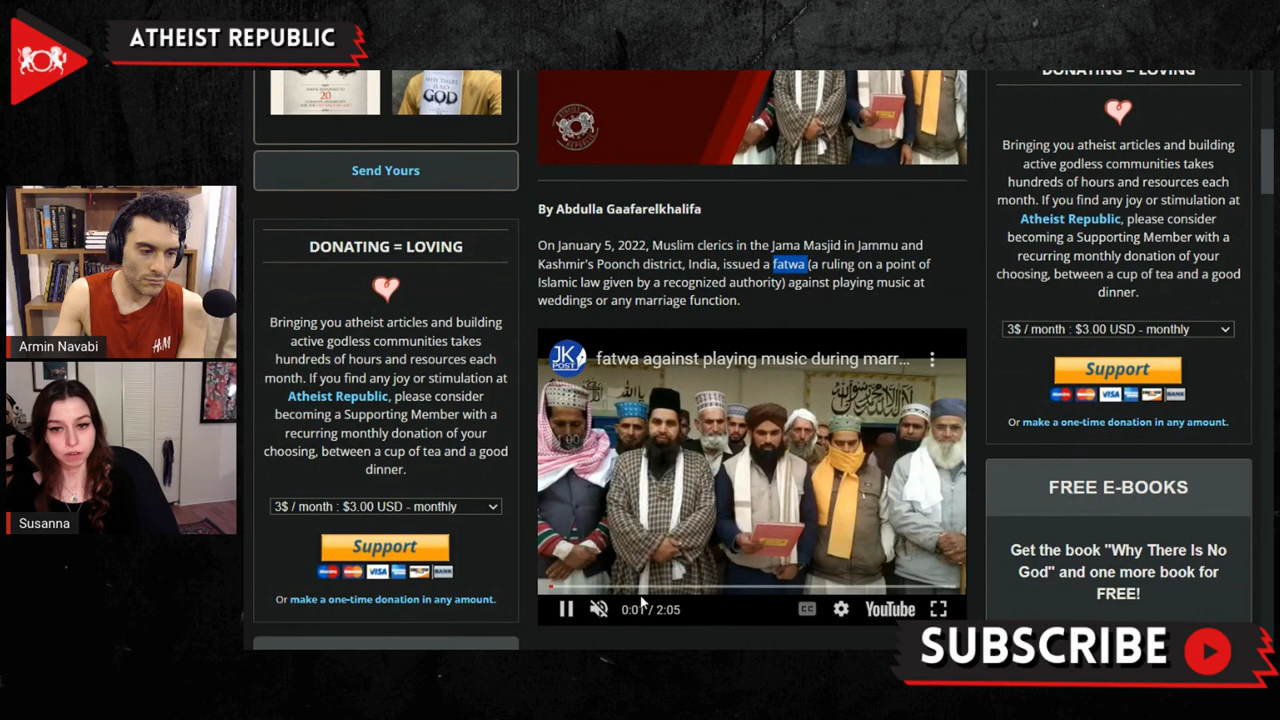 ATHEIST REPUBLIC
Armin Navabi
Susanna
20
GOD
Send Yours
DONATING = LOVING
Bringing you atheist articles and building
active godless communities takes
hundreds of hours and resources each
month. If you find any joy or stimulation at
Atheist Republic, please consider
becoming a Supporting Member with a
recurring monthly donation of your
choosing, between a cup of tea and a good
dinner.
3$ / month : $3.00 USD - monthly
Support
VISA
BANK
Or make a one-time donation in any amount.
By Abdulla Gaafarelkhalifa
On January 5, 2022, Muslim clerics in the Jama Masjid in Jammu and
Kashmir's Poonch district, India, issued a fatwa (a ruling on a point of
Islamic law given by a recognized authority) against playing music at
weddings or any marriage function.
JK
POST
fatwa against playing music during marr...
0:01 / 2:05
CC
YouTube
DONATING = LOVING
Bringing you atheist articles and building
active godless communities takes
hundreds of hours and resources each
month. If you find any joy or stimulation at
Atheist Republic, please consider
becoming a Supporting Member with a
recurring monthly donation of your
choosing, between a cup of tea and a good
dinner.
3$ / month : $3.00 USD - monthly
Support
VISA
BANK
Or make a one-time donation in any amount.
FREE E-BOOKS
Get the book "Why There Is No
God" and one more book for
FREE!
SUBSCRIBE